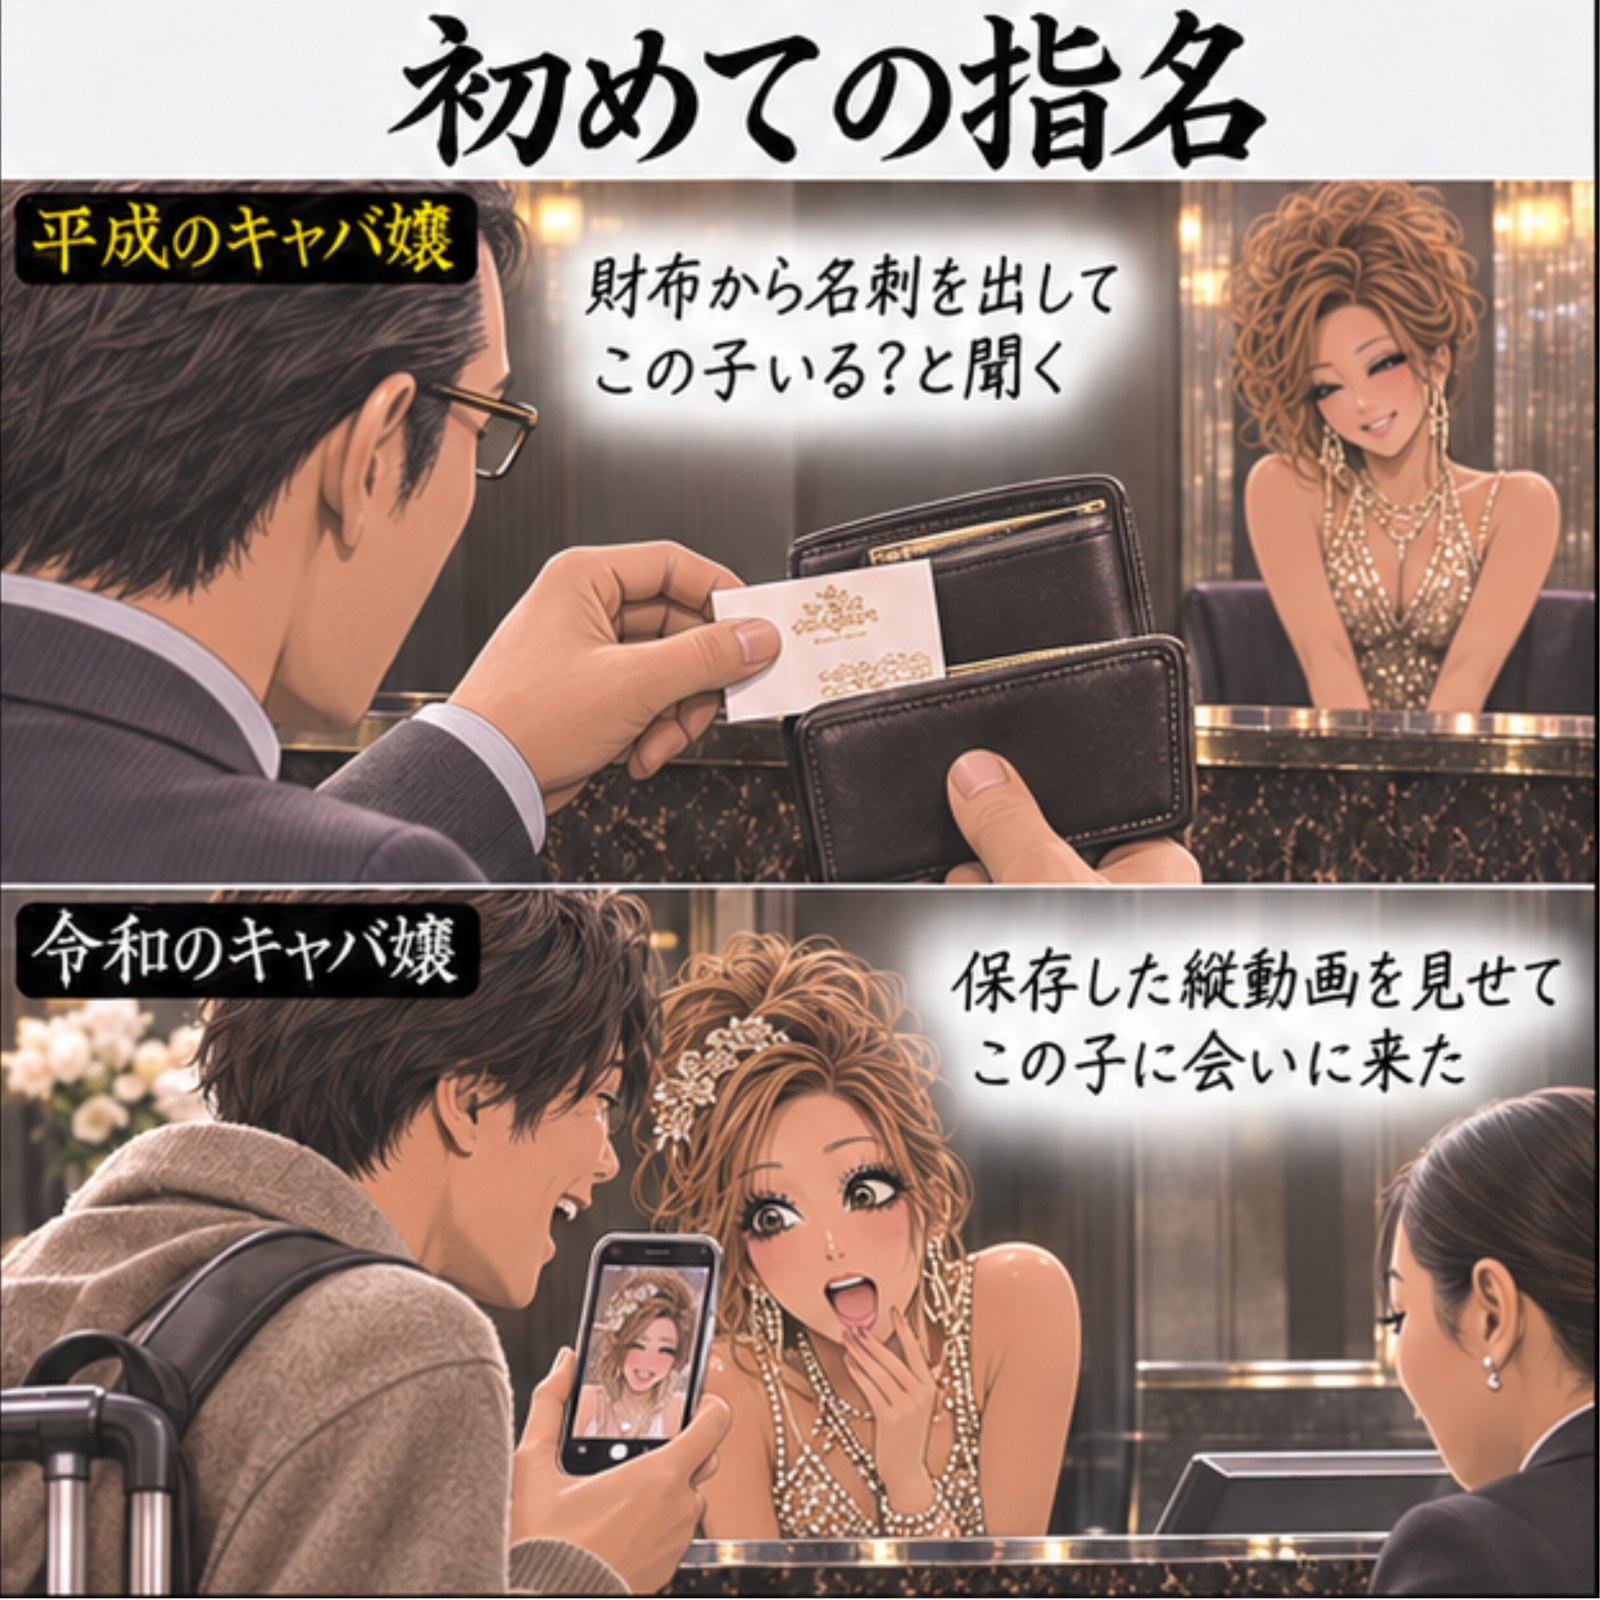 初めての指名
平成のキャバ嬢
財布から名刺を出して
この子いる?と聞く
令和のキャバ嬢
保存した縦動画を見せて
この子に会いに来た